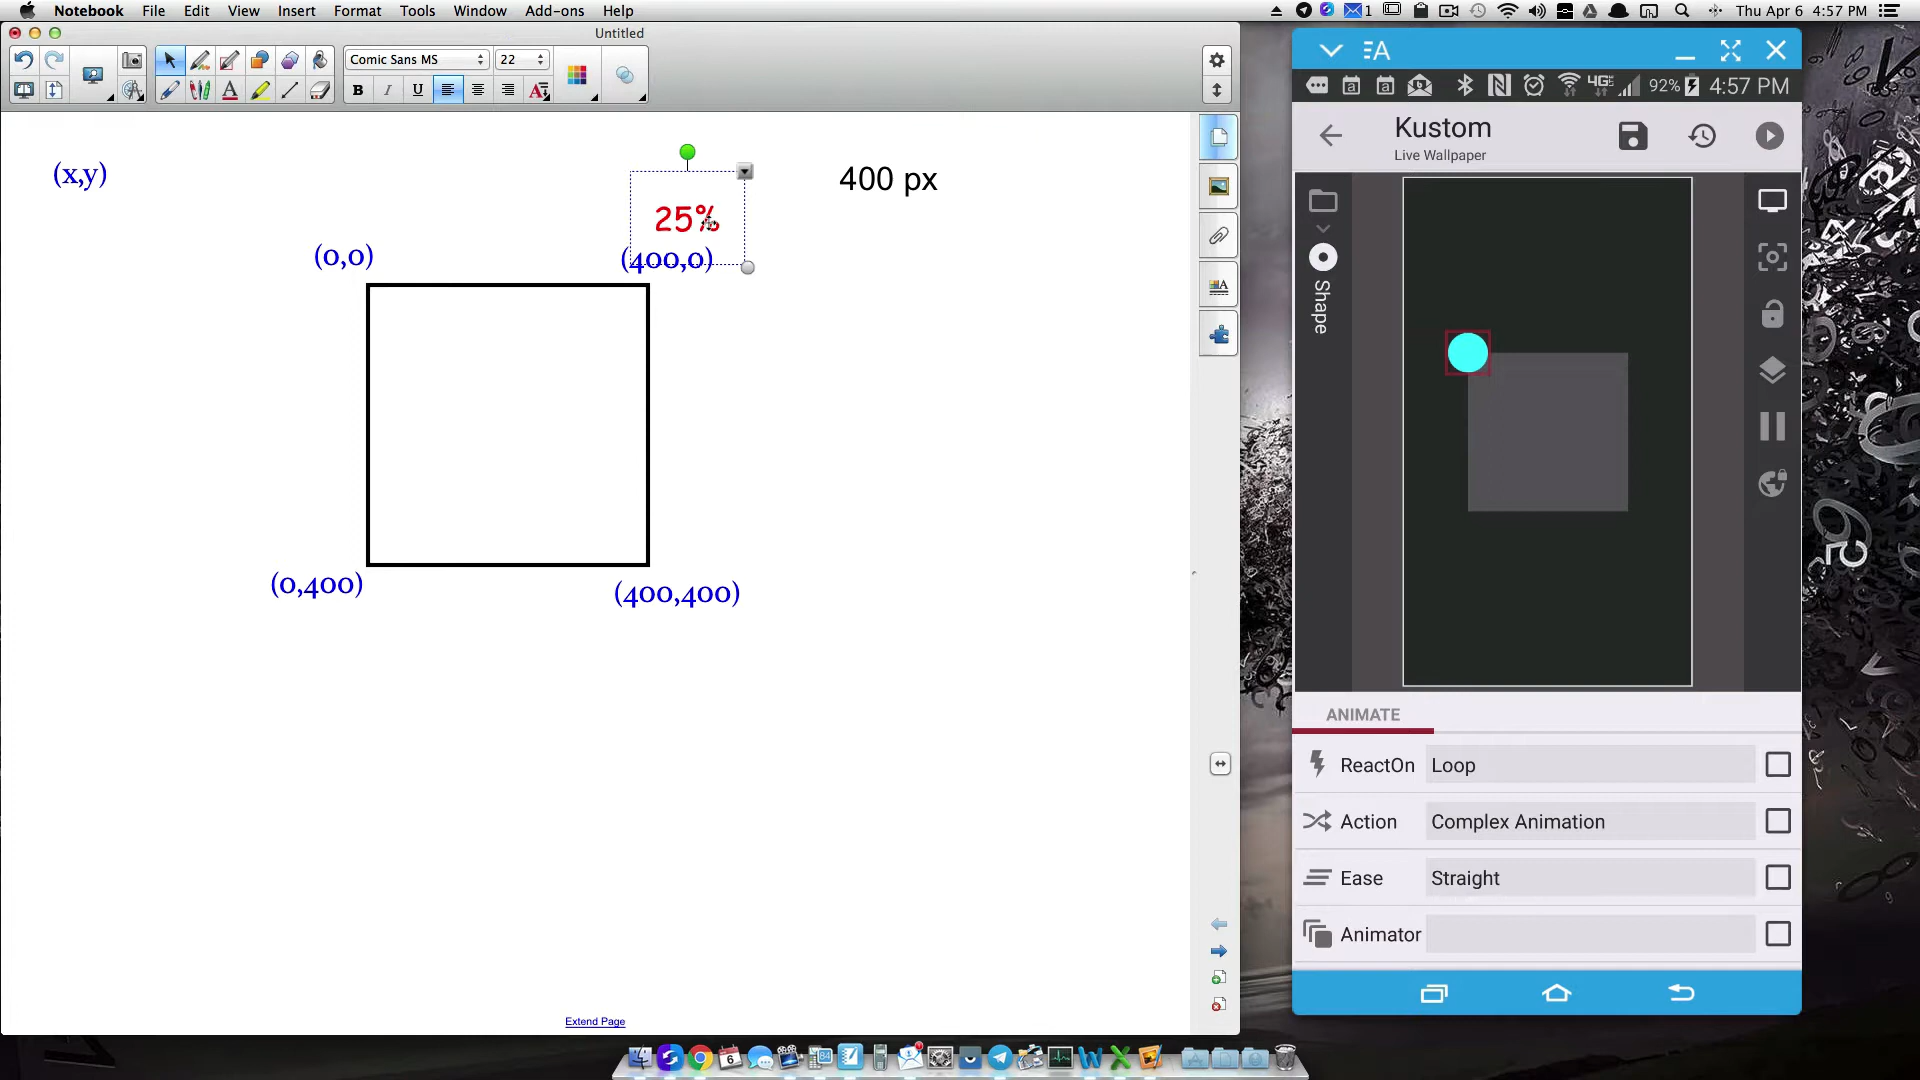 Notebook File Edit View Insert Format Tools Window Add-ons Help
1 Thu Apr 6 4:57 PM
Untitled
Comic Sans MS 22
B I U
(x,y)
400 px
25%
(0,0)
(400,0)
(0,400)
(400,400)
Extend Page
92% 4:57 PM
Kustom
Live Wallpaper
Shape
ANIMATE
ReactOn Loop
Action Complex Animation
Ease Straight
Animator